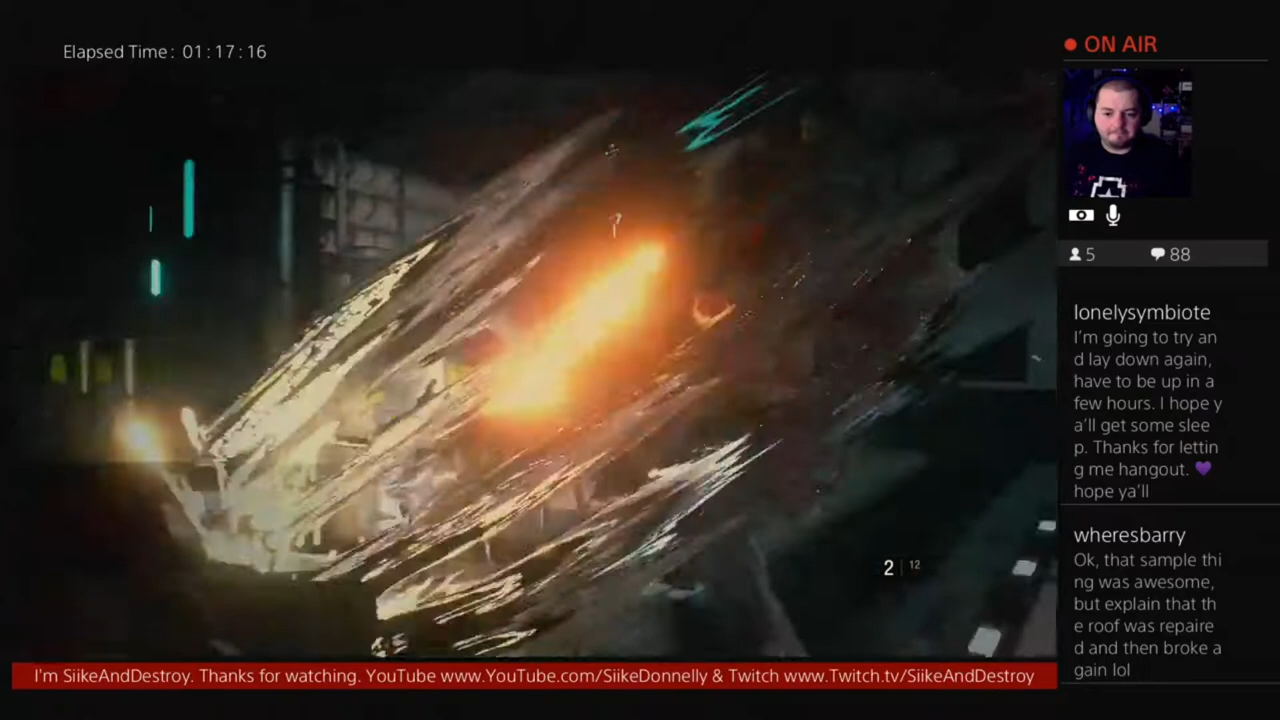 Elapsed Time: 01:17:16
ON AIR
5
88
lonelysymbiote
I'm going to try an
d lay down again,
have to be up in a
few hours. I hope y
a'll get some slee
p. Thanks for lettin
g me hangout. 💜
hope ya'll
wheresbarry
Ok, that sample thi
ng was awesome,
but explain that th
e roof was repaire
d and then broke a
gain lol
2 | 12
I'm SiikeAndDestroy. Thanks for watching. YouTube www.YouTube.com/SiikeDonnelly & Twitch www.Twitch.tv/SiikeAndDestroy